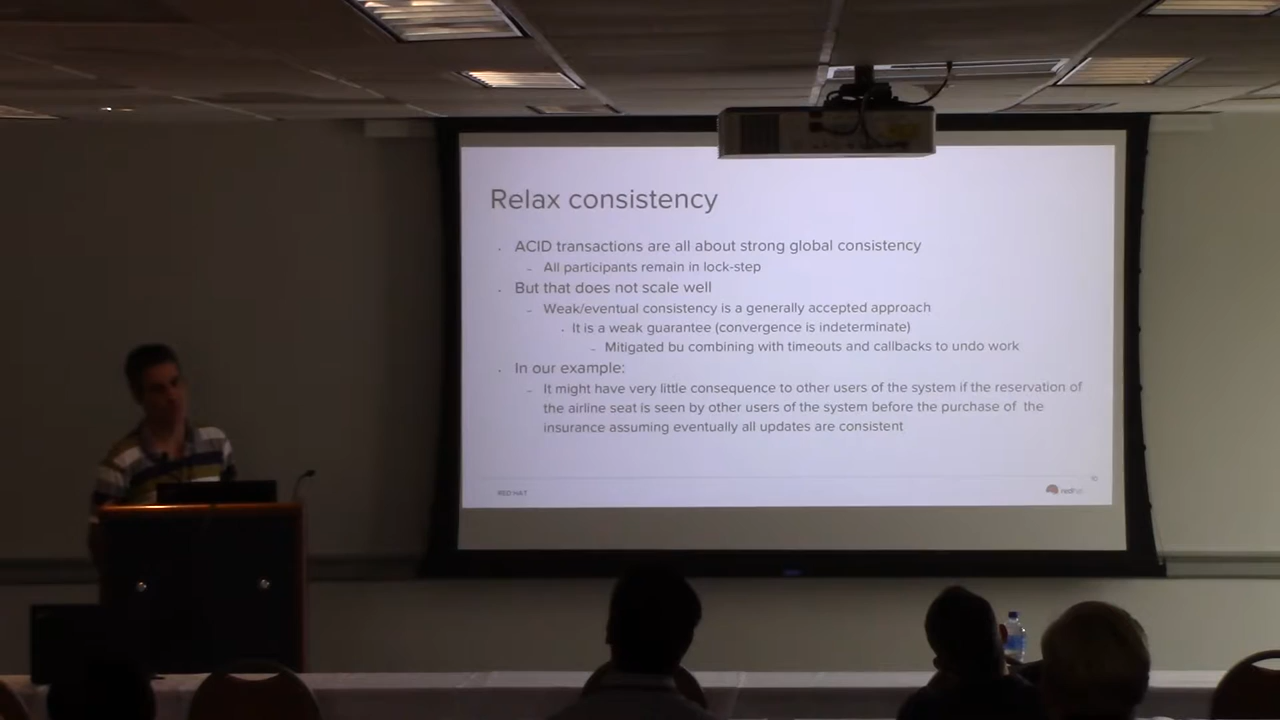 Relax consistency
. ACID transactions are all about strong global consistency
– All participants remain in lock-step
. But that does not scale well
– Weak/eventual consistency is a generally accepted approach
. It is a weak guarantee (convergence is indeterminate)
– Mitigated bu combining with timeouts and callbacks to undo work
. In our example:
– It might have very little consequence to other users of the system if the reservation of
the airline seat is seen by other users of the system before the purchase of the
insurance assuming eventually all updates are consistent
10
RED HAT
redhat